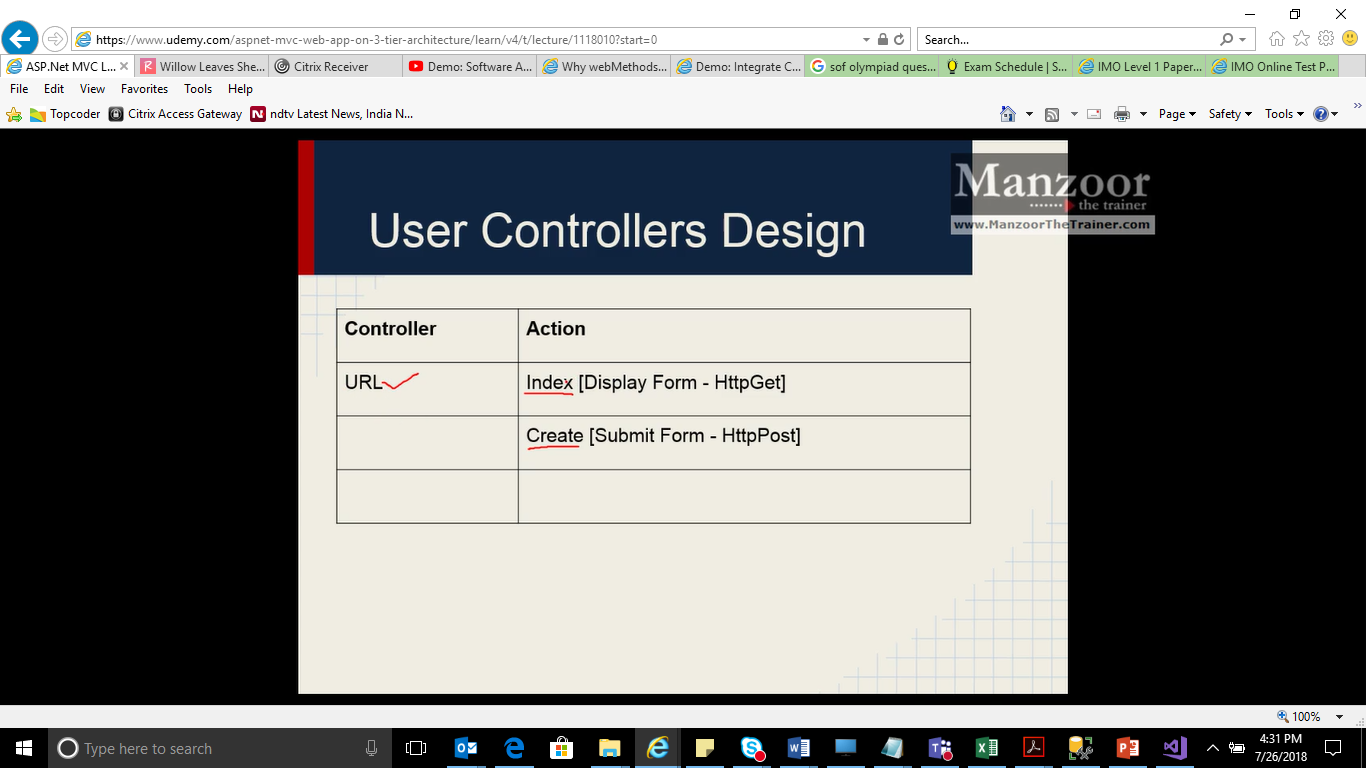 https://www.udemy.com/aspnet-mvc-web-app-on-3-tier-architecture/learn/v4/t/lecture/1118010?start=0
Search...
ASP.Net MVC L...
Willow Leaves She...
Citrix Receiver
Demo: Software A...
Why webMethods...
Demo: Integrate C...
sof olympiad ques...
Exam Schedule | S...
IMO Level 1 Paper...
IMO Online Test P...
File Edit View Favorites Tools Help
Topcoder Citrix Access Gateway ndtv Latest News, India N...
Page Safety Tools
Manzoor
the trainer
www.ManzoorTheTrainer.com
User Controllers Design
Controller Action
URL Index [Display Form - HttpGet]
Create [Submit Form - HttpPost]
100%
Type here to search
4:31 PM
7/26/2018